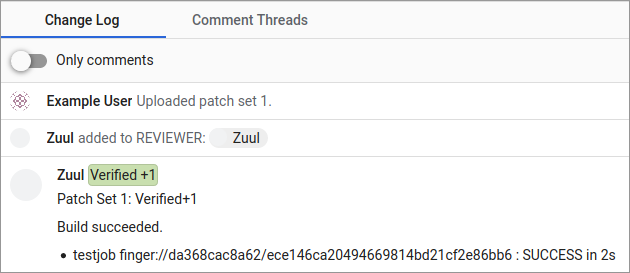 Change Log Comment Threads
Only comments
Example User Uploaded patch set 1.
Zuul added to REVIEWER: Zuul
Zuul Verified +1
Patch Set 1: Verified+1
Build succeeded.
• testjob finger://da368cac8a62/ece146ca20494669814bd21cf2e86bb6 : SUCCESS in 2s